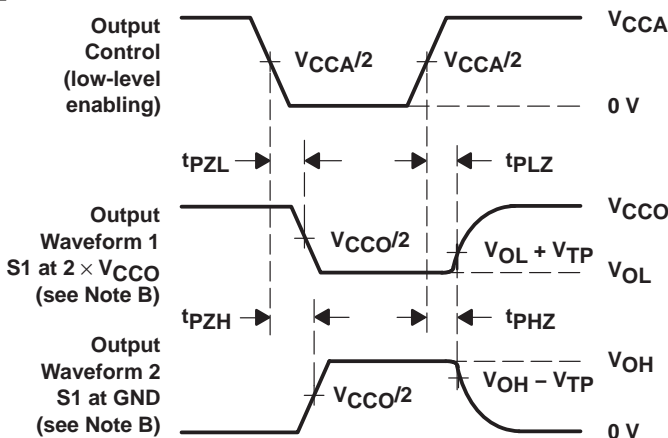 Output
Control
(low-level
enabling)
VCCA
VCCA/2
VCCA/2
0 V
tPZL
tPLZ
Output
Waveform 1
S1 at 2 × VCCO
(see Note B)
VCCO
VCCO/2
VOL + VTP
VOL
tPZH
tPHZ
Output
Waveform 2
S1 at GND
(see Note B)
VOH
VCCO/2
VOH − VTP
0 V